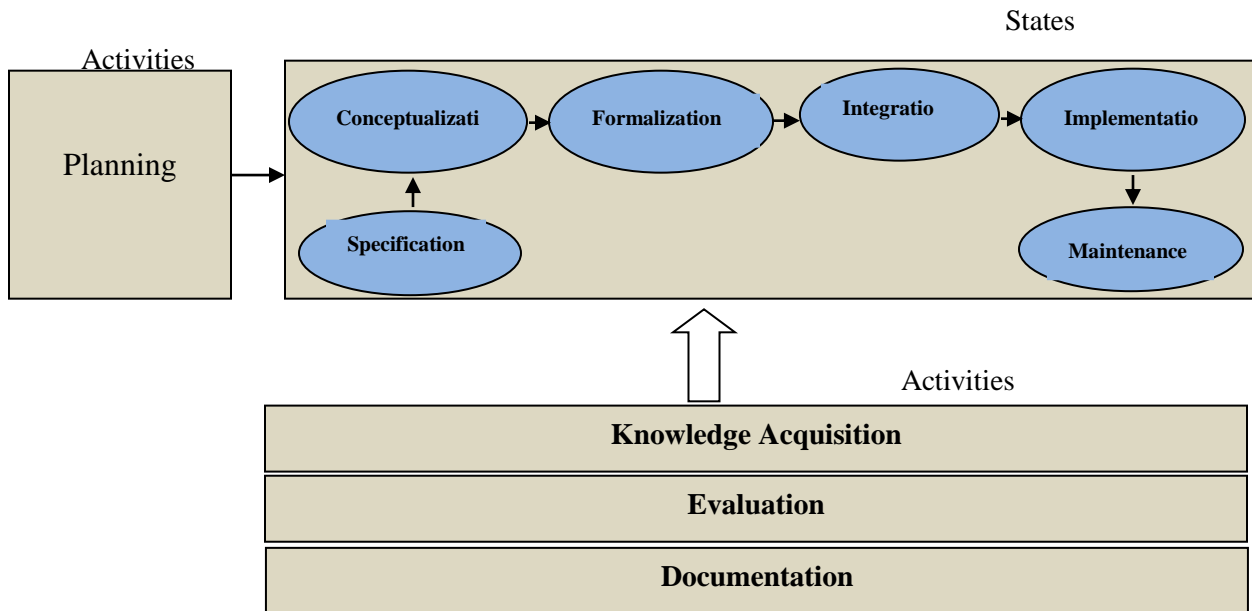 States
Activities
Planning
Conceptualizati
Formalization
Integratio
Implementatio
Specification
Maintenance
Activities
Knowledge Acquisition
Evaluation
Documentation